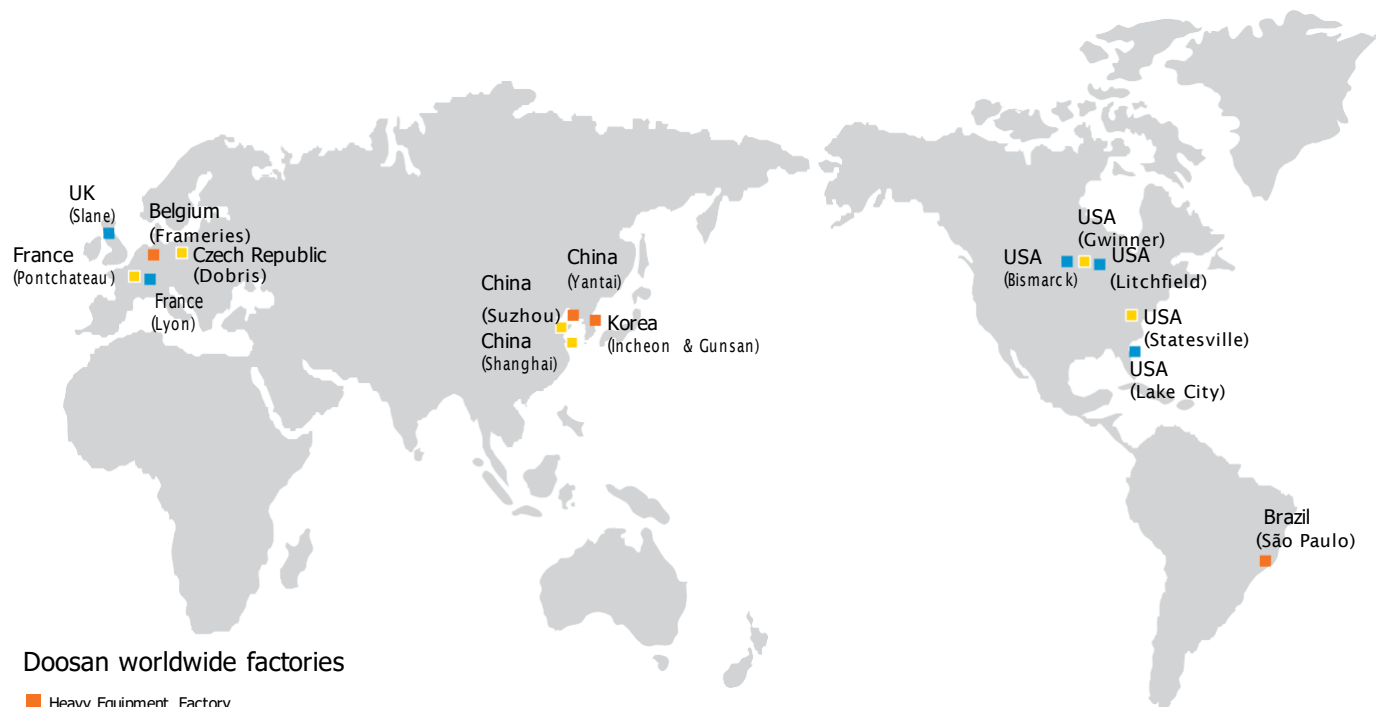 UK
(Slane)
Belgium
(Frameries)
France
(Pontchateau)
Czech Republic
(Dobris)
France
(Lyon)
China
(Yantai)
China
(Suzhou)
China
(Shanghai)
Korea
(Incheon & Gunsan)
USA
(Gwinner)
USA
(Bismarck)
USA
(Litchfield)
USA
(Statesville)
USA
(Lake City)
Brazil
(São Paulo)
Doosan worldwide factories
Heavy Equipment Factory